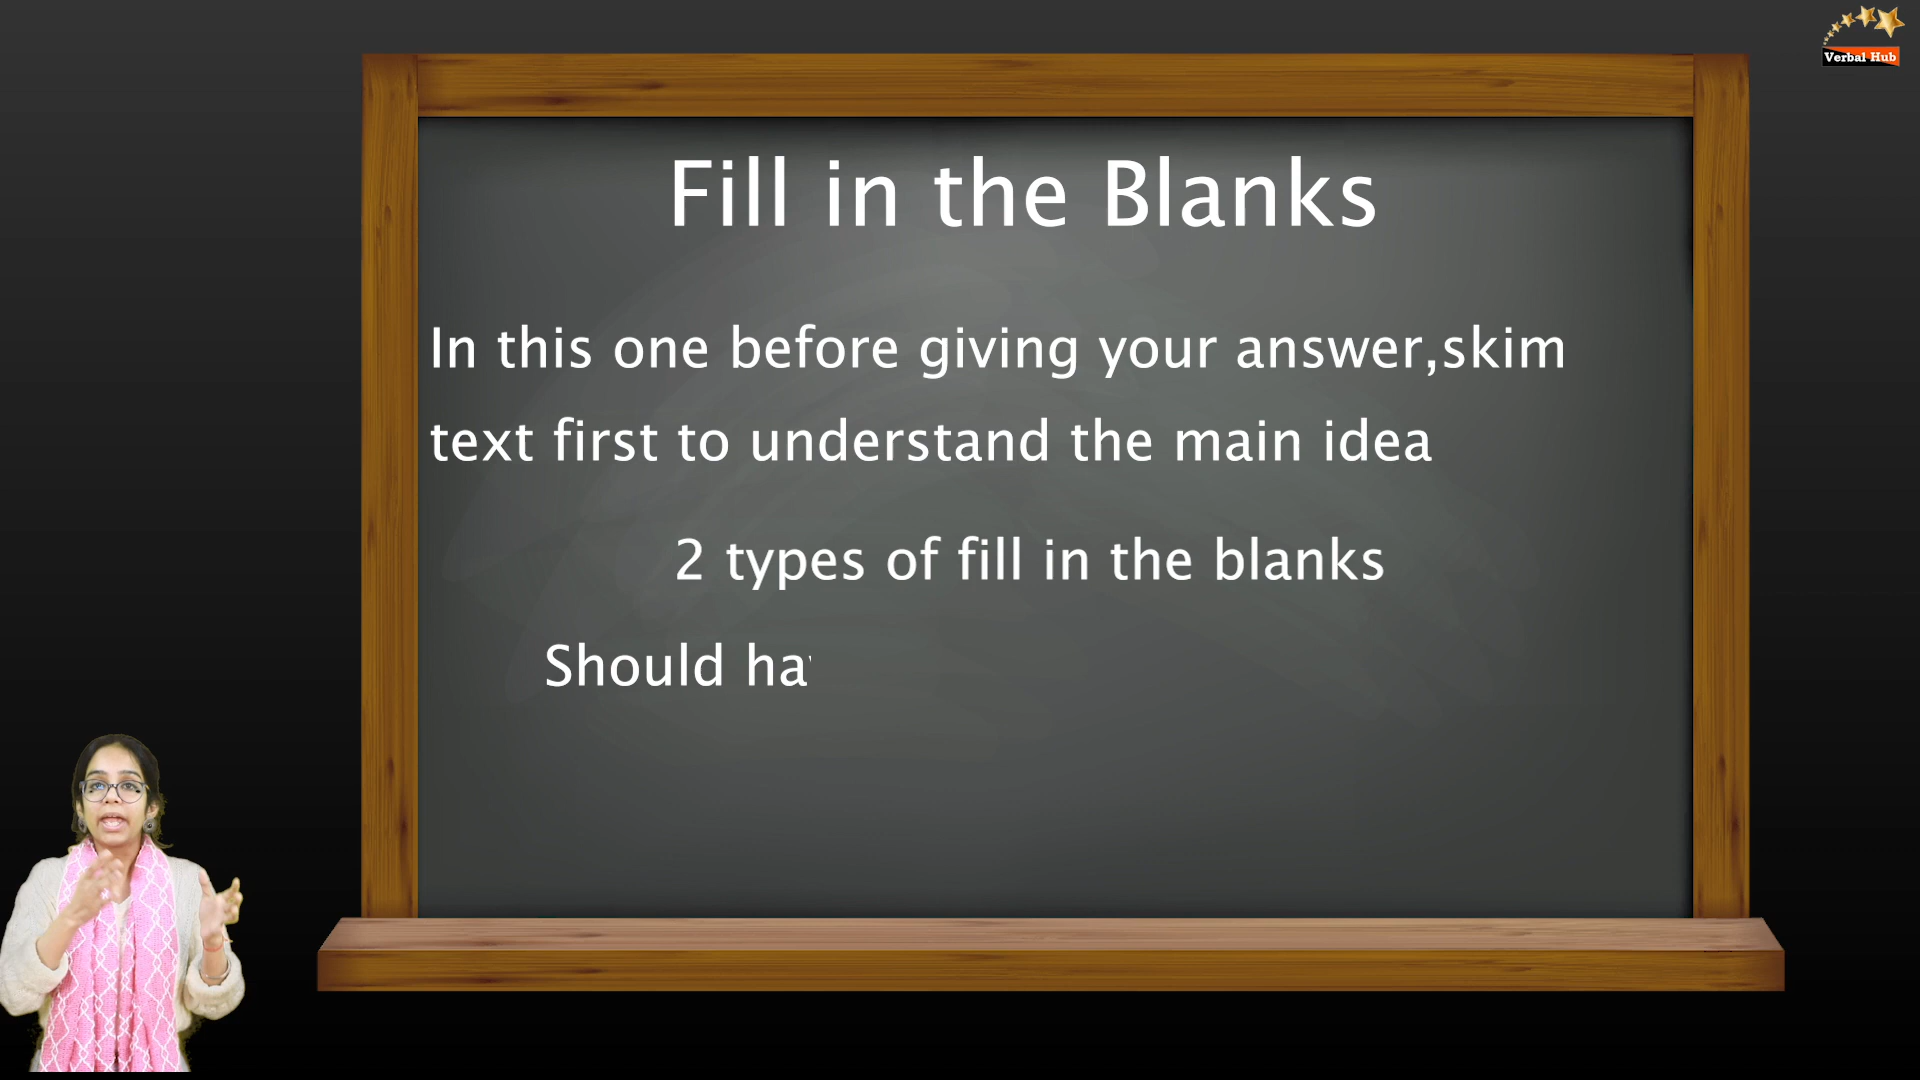 Verbal Hub
Fill in the Blanks
In this one before giving your answer,skim
text first to understand the main idea
2 types of fill in the blanks
Should